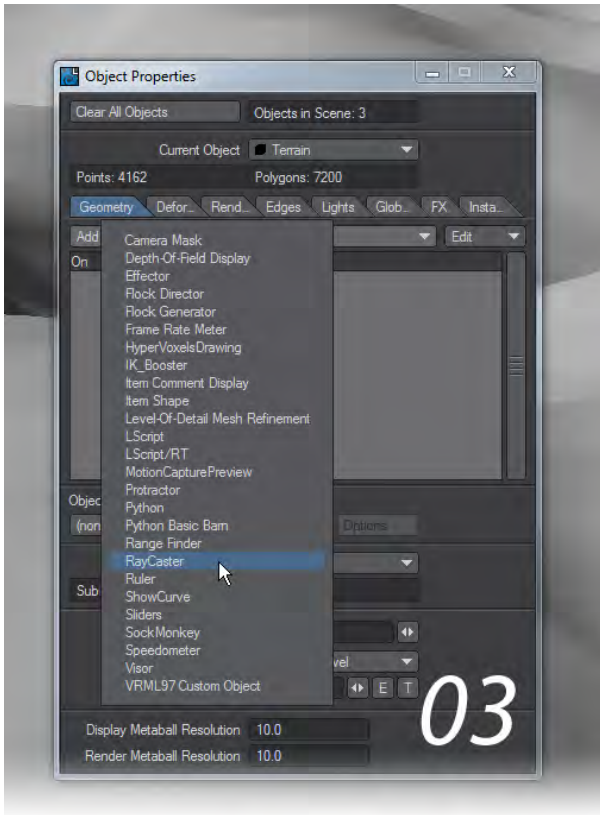 Object Properties
Clear All Objects Objects in Scene: 3
Current Object Terrain
Points: 4162 Polygons: 7200
Geometry Defor... Rend... Edges Lights Glob... FX Insta...
Add Edit
On
Camera Mask
Depth-Of-Field Display
Effector
Flock Director
Flock Generator
Frame Rate Meter
HyperVoxelsDrawing
IK_Booster
Item Comment Display
Item Shape
Level-Of-Detail Mesh Refinement
LScript
LScript/RT
MotionCapturePreview
Protractor
Python
Python Basic Barn
Range Finder
RayCaster
Ruler
ShowCurve
Sliders
SockMonkey
Speedometer
Visor
VRML97 Custom Object
Objec
(non Options
Sub
vel
E T
03
Display Metaball Resolution 10.0
Render Metaball Resolution 10.0